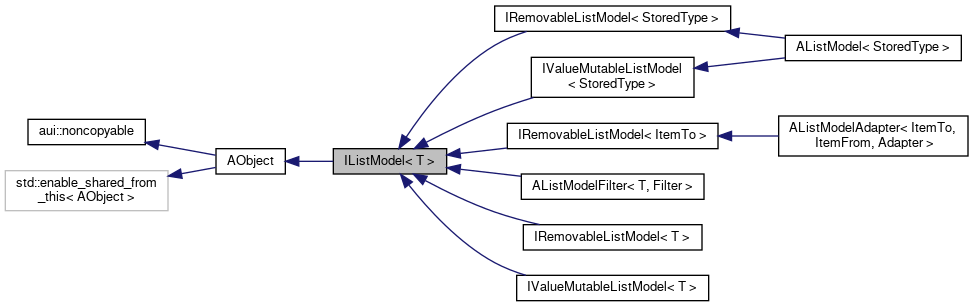 aui::noncopyable
std::enable_shared_from
_this< AObject >
AObject
IListModel< T >
IRemovableListModel< StoredType >
IValueMutableListModel
< StoredType >
IRemovableListModel< ItemTo >
AListModelFilter< T, Filter >
IRemovableListModel< T >
IValueMutableListModel< T >
AListModel< StoredType >
AListModelAdapter< ItemTo,
ItemFrom, Adapter >